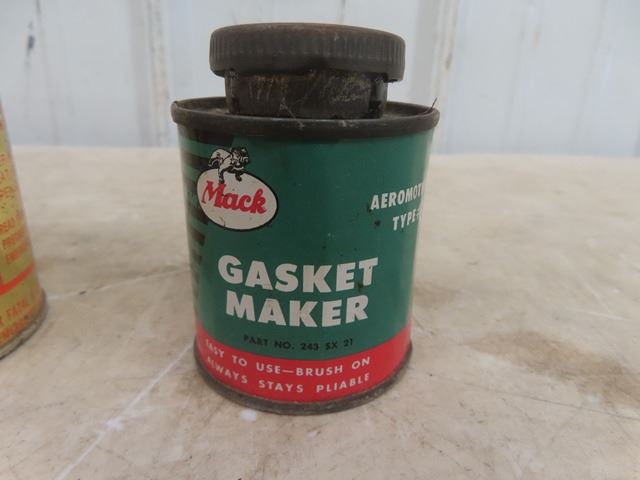 Mack
AEROMOT
TYPE
GASKET
MAKER
PART NO. 243 SX 21
EASY TO USE—BRUSH ON
ALWAYS STAYS PLIABLE